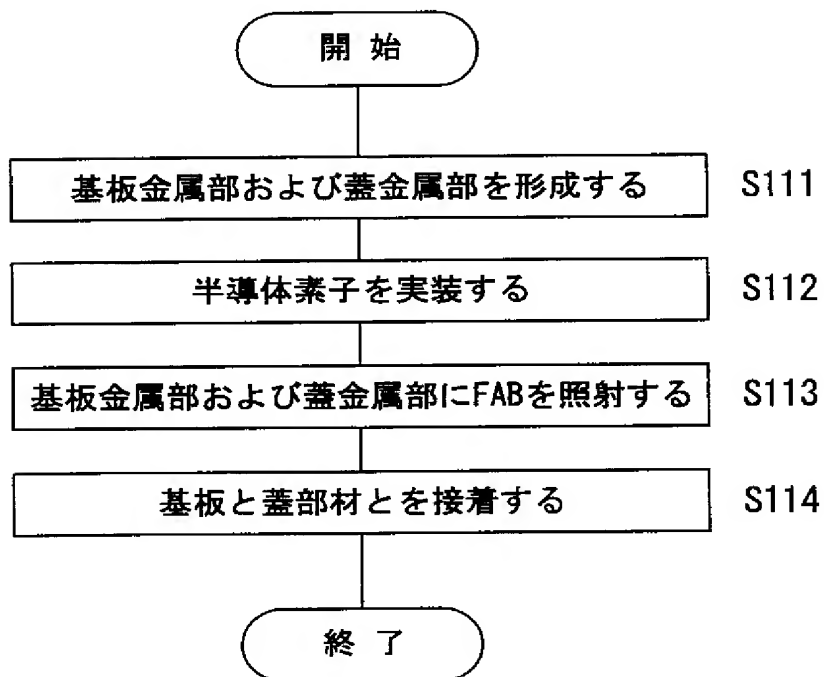 開始
基板金属部および蓋金属部を形成する S111
半導体素子を実装する S112
基板金属部および蓋金属部にFABを照射する S113
基板と蓋部材とを接着する S114
終了